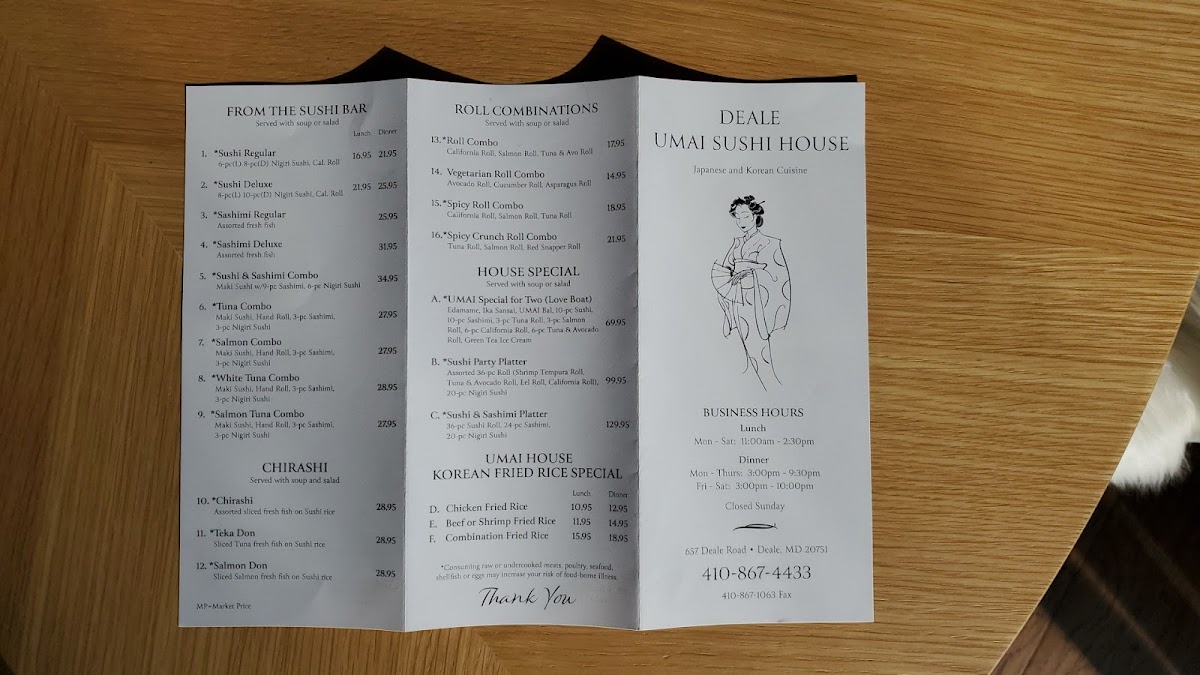 FROM THE SUSHI BAR
Served with soup or salad
Lunch Dinner
1. *Sushi Regular 16.95 21.95
6-pc(L) 8-pc(D) Nigiri Sushi, Cal. Roll
2. *Sushi Deluxe 21.95 25.95
8-pc(L) 10-pc(D) Nigiri Sushi, Cal. Roll
3. *Sashimi Regular 25.95
Assorted fresh fish
4. *Sashimi Deluxe 31.95
Assorted fresh fish
5. *Sushi & Sashimi Combo 34.95
Maki Sushi w/9-pc Sashimi, 6-pc Nigiri Sushi
6. *Tuna Combo
Maki Sushi, Hand Roll, 3-pc Sashimi, 27.95
3-pc Nigiri Sushi
7. *Salmon Combo
Maki Sushi, Hand Roll, 3-pc Sashimi, 27.95
3-pc Nigiri Sushi
8. *White Tuna Combo
Maki Sushi, Hand Roll, 3-pc Sashimi, 28.95
3-pc Nigiri Sushi
9. *Salmon Tuna Combo
Maki Sushi, Hand Roll, 3-pc Sashimi, 27.95
3-pc Nigiri Sushi
CHIRASHI
Served with soup and salad
10. *Chirashi
Assorted sliced fresh fish on Sushi rice 28.95
11. *Teka Don
Sliced Tuna fresh fish on Sushi rice 28.95
12. *Salmon Don
Sliced Salmon fresh fish on Sushi rice 28.95
MP=Market Price
ROLL COMBINATIONS
Served with soup or salad
13.*Roll Combo 17.95
California Roll, Salmon Roll, Tuna & Avo Roll
14. Vegetarian Roll Combo 14.95
Avocado Roll, Cucumber Roll, Asparagus Roll
15.*Spicy Roll Combo 18.95
California Roll, Salmon Roll, Tuna Roll
16.*Spicy Crunch Roll Combo 21.95
Tuna Roll, Salmon Roll, Red Snapper Roll
HOUSE SPECIAL
Served with soup or salad
A. *UMAI Special for Two (Love Boat)
Edamame, Ika Sansai, UMAI Bal, 10-pc Sushi,
10-pc Sashimi, 3-pc Tuna Roll, 3-pc Salmon 69.95
Roll, 6-pc California Roll, 6-pc Tuna & Avocado
Roll, Green Tea Ice Cream
B. *Sushi Party Platter
Assorted 36-pc Roll (Shrimp Tempura Roll,
Tuna & Avocado Roll, Eel Roll, California Roll), 99.95
20-pc Nigiri Sushi
C. *Sushi & Sashimi Platter
36-pc Sushi Roll, 24-pc Sashimi, 129.95
20-pc Nigiri Sushi
UMAI HOUSE
KOREAN FRIED RICE SPECIAL
Lunch Dinner
D. Chicken Fried Rice 10.95 12.95
E. Beef or Shrimp Fried Rice 11.95 14.95
F. Combination Fried Rice 15.95 18.95
*Consuming raw or undercooked meats, poultry, seafood,
shellfish or eggs may increase your risk of food-borne illness.
Thank You
DEALE
UMAI SUSHI HOUSE
Japanese and Korean Cuisine
BUSINESS HOURS
Lunch
Mon - Sat: 11:00am - 2:30pm
Dinner
Mon - Thurs: 3:00pm - 9:30pm
Fri - Sat: 3:00pm - 10:00pm
Closed Sunday
657 Deale Road • Deale, MD 20751
410-867-4433
410-867-1063 Fax